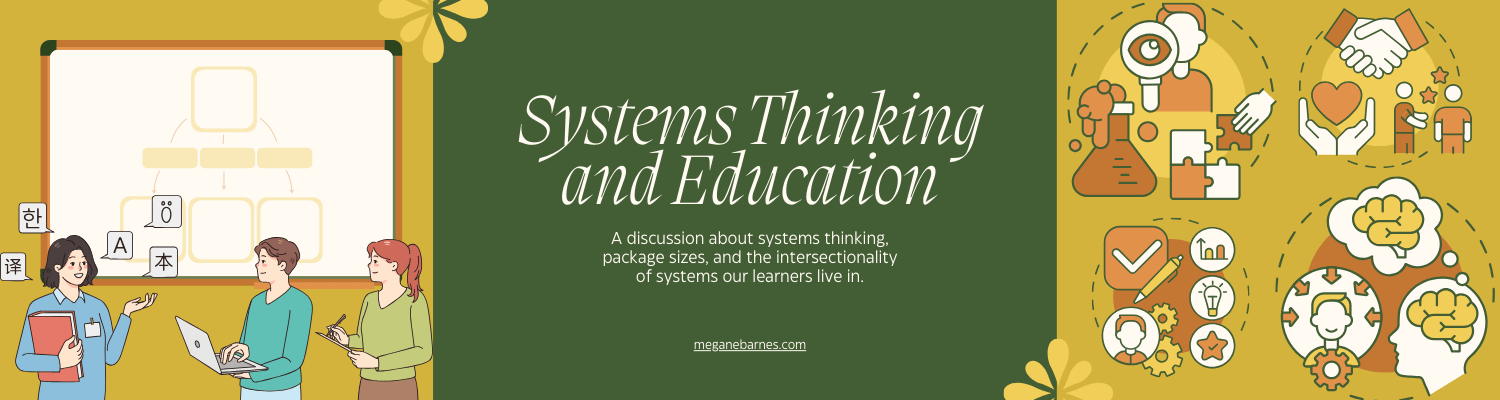 한
ö
A
本
译
Systems Thinking
and Education
A discussion about systems thinking,
package sizes, and the intersectionality
of systems our learners live in.
meganebarnes.com